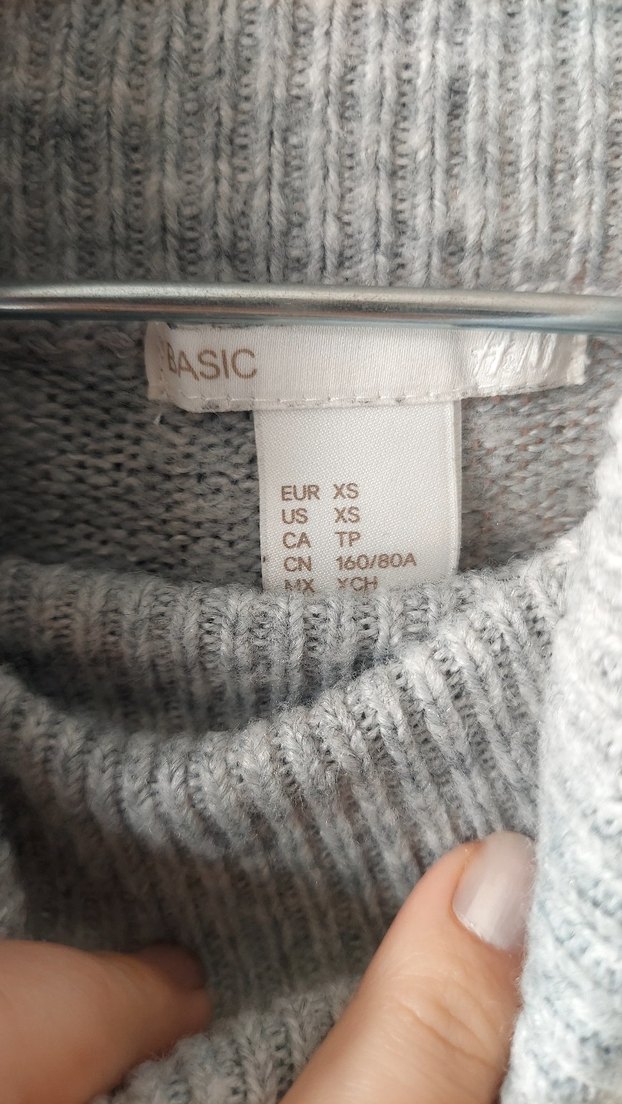 BASIC
EUR XS
US XS
CA TP
CN 160/80A
MX XCH